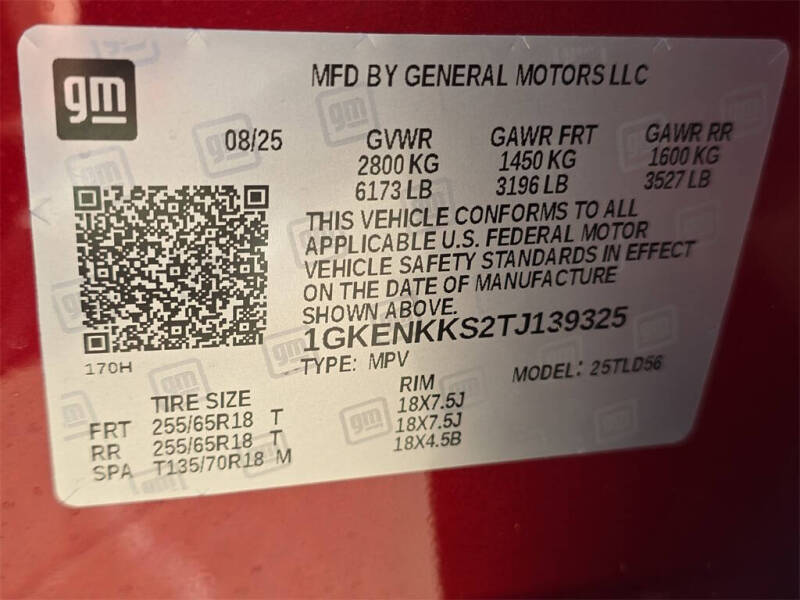 gm
MFD BY GENERAL MOTORS LLC
08/25 GVWR GAWR FRT GAWR RR
2800 KG 1450 KG 1600 KG
6173 LB 3196 LB 3527 LB
THIS VEHICLE CONFORMS TO ALL
APPLICABLE U.S. FEDERAL MOTOR
VEHICLE SAFETY STANDARDS IN EFFECT
ON THE DATE OF MANUFACTURE
SHOWN ABOVE.
1GKENKKS2TJ139325
170H
TYPE: MPV MODEL: 25TLD56
TIRE SIZE RIM
FRT 255/65R18 T 18X7.5J
RR 255/65R18 T 18X7.5J
SPA T135/70R18 M 18X4.5B